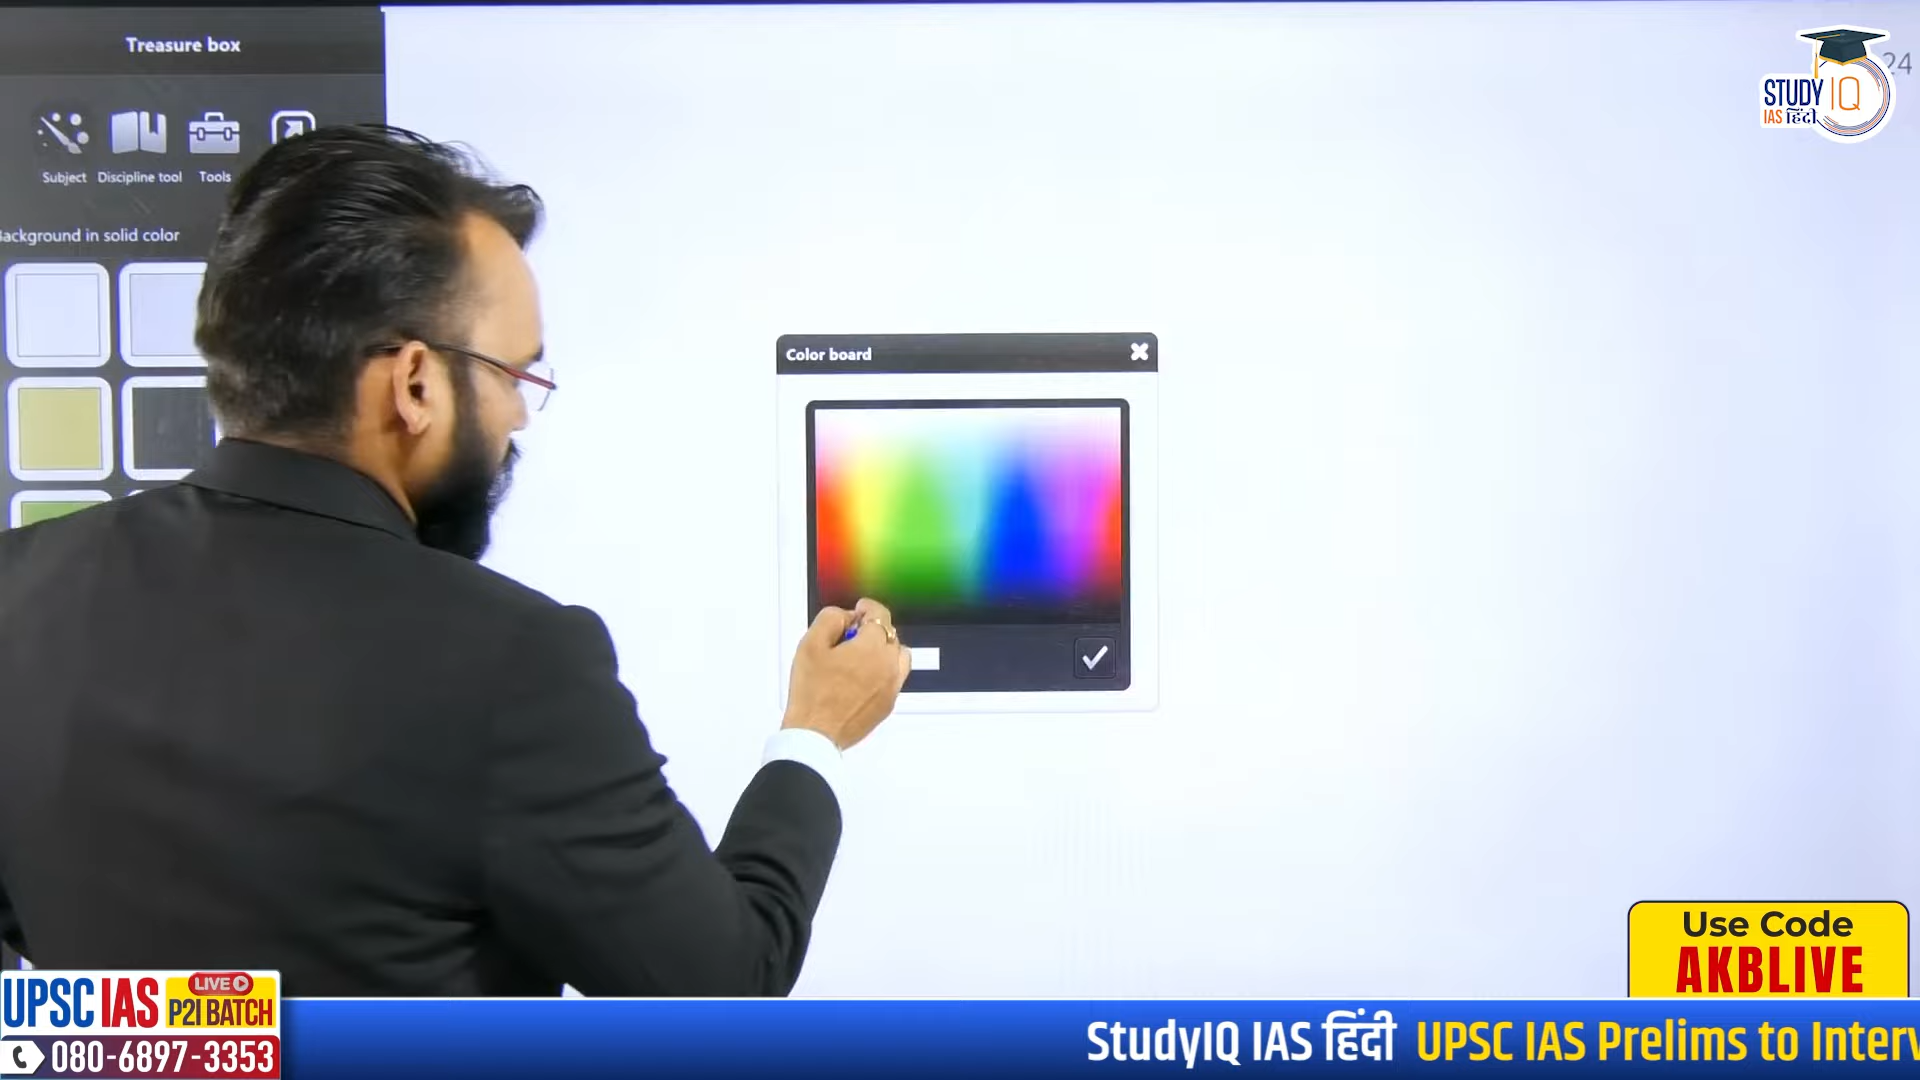 Treasure box
24
STUDY IQ
IAS हिंदी
Subject Discipline tool Tools
Background in solid color
Color board
Use Code
AKBLIVE
UPSC IAS LIVE
P2I BATCH
080-6897-3353
StudyIQ IAS हिंदी UPSC IAS Prelims to Interv